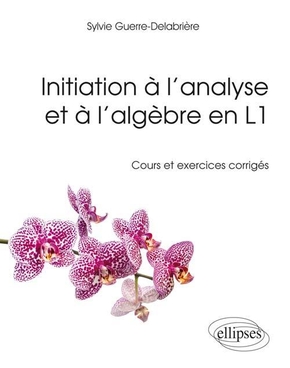 Sylvie Guerre-Delabrière
Initiation à l'analyse
et à l'algèbre en L1
Cours et exercices corrigés
ellipses